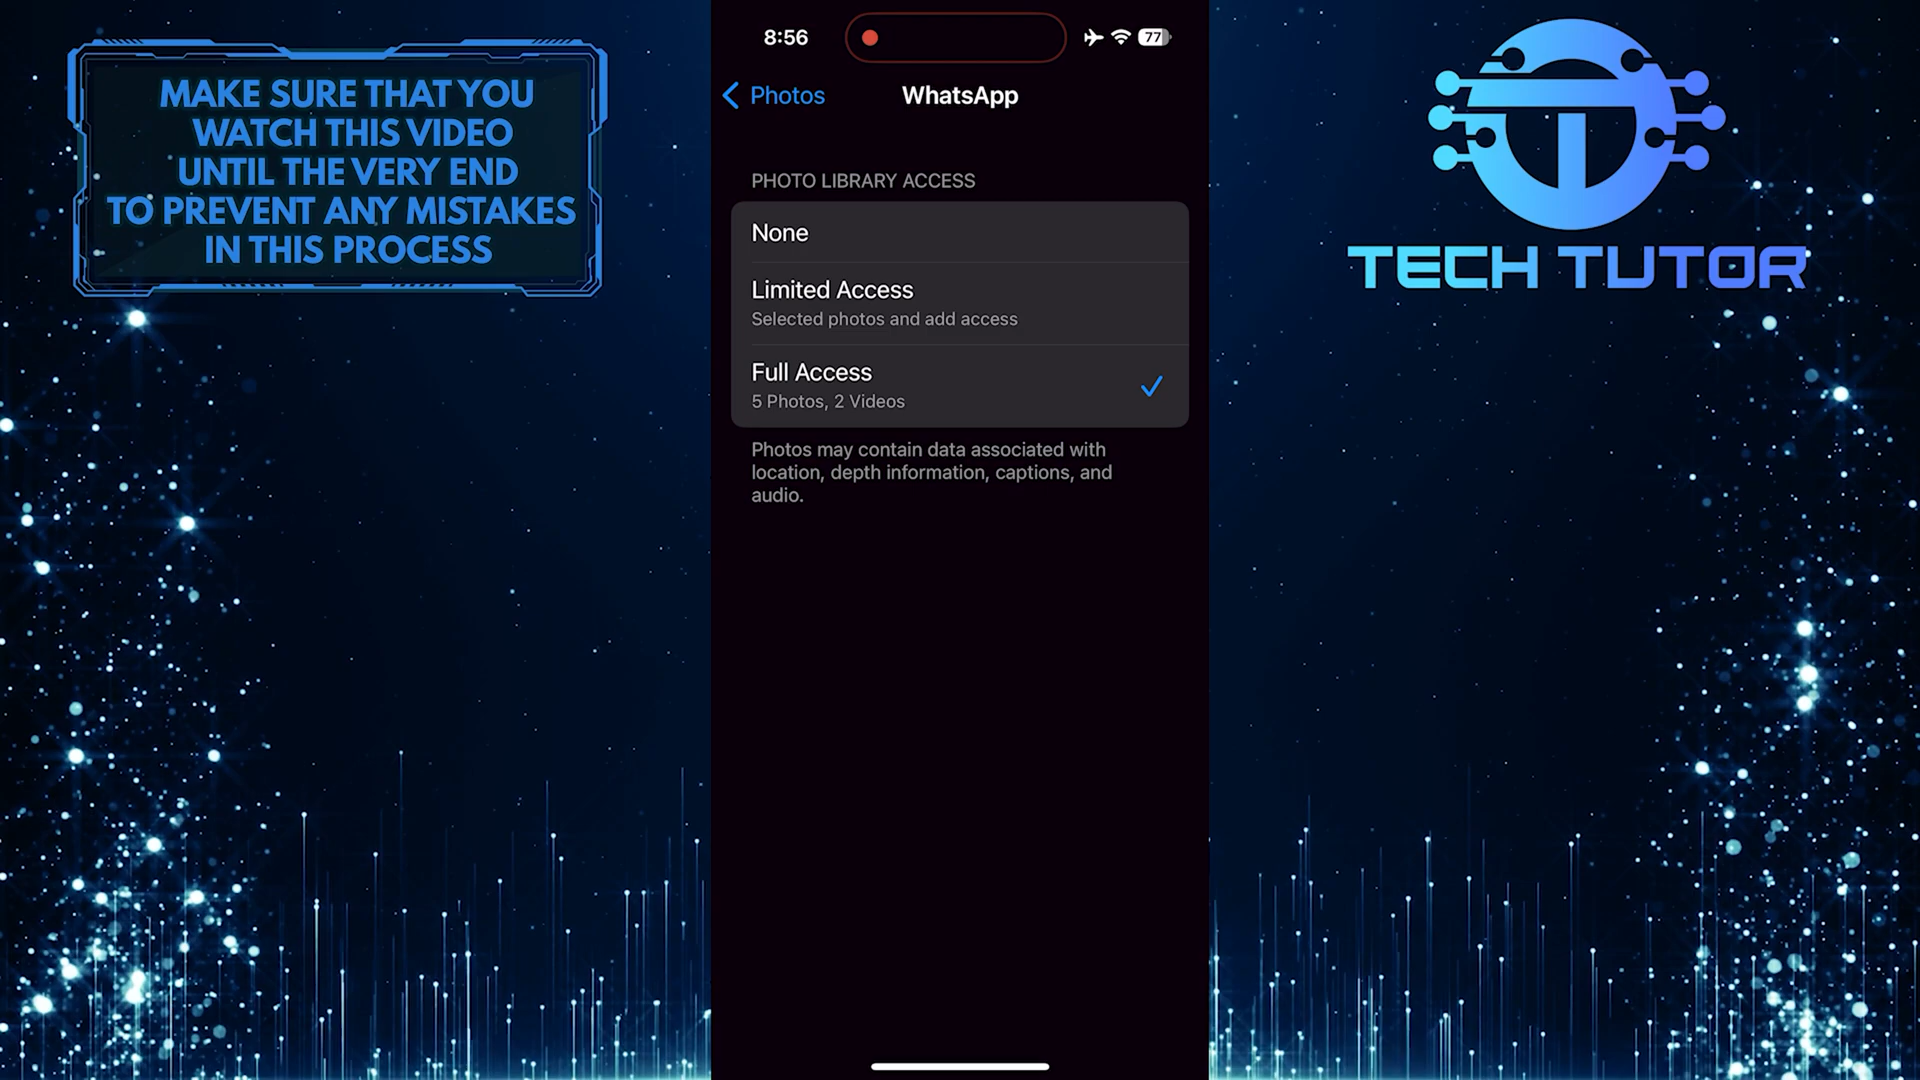 MAKE SURE THAT YOU
WATCH THIS VIDEO
UNTIL THE VERY END
TO PREVENT ANY MISTAKES
IN THIS PROCESS
8:56
77
Photos
WhatsApp
PHOTO LIBRARY ACCESS
None
Limited Access
Selected photos and add access
Full Access
5 Photos, 2 Videos
Photos may contain data associated with
location, depth information, captions, and
audio.
TECH TUTOR